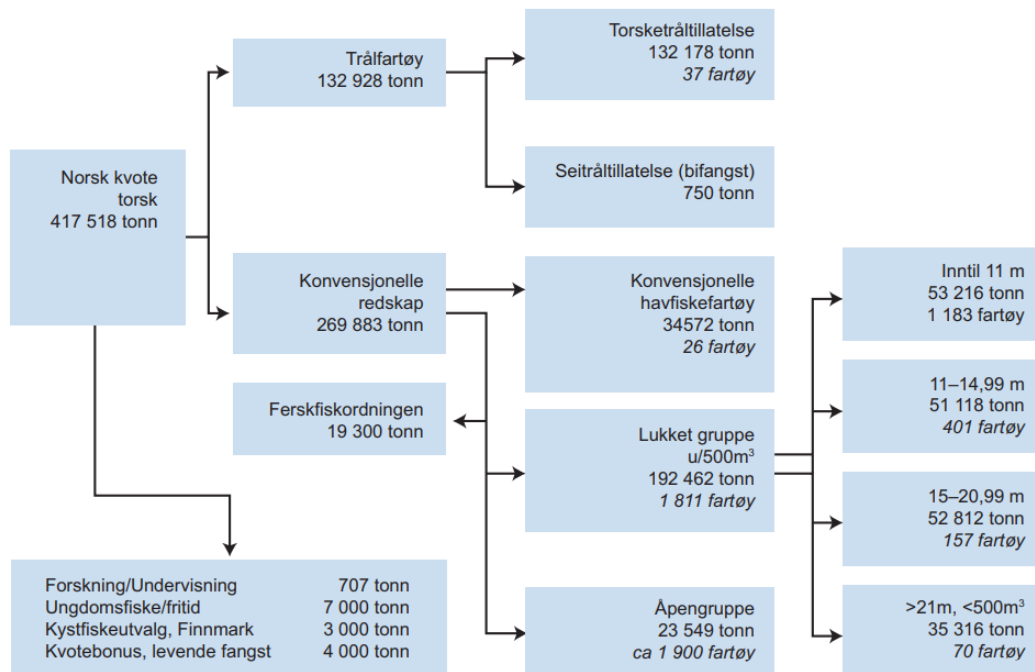 Norsk kvote
torsk
417 518 tonn
Trålfartøy
132 928 tonn
Torsketråltillatelse
132 178 tonn
37 fartøy
Seitråltillatelse (bifangst)
750 tonn
Konvensjonelle
redskap
269 883 tonn
Konvensjonelle
havfiskefartøy
34572 tonn
26 fartøy
Ferskfiskordningen
19 300 tonn
Lukket gruppe
u/500m³
192 462 tonn
1 811 fartøy
Åpengruppe
23 549 tonn
ca 1 900 fartøy
Inntil 11 m
53 216 tonn
1 183 fartøy
11–14,99 m
51 118 tonn
401 fartøy
15–20,99 m
52 812 tonn
157 fartøy
>21m, <500m³
35 316 tonn
70 fartøy
Forskning/Undervisning 707 tonn
Ungdomsfiske/fritid 7 000 tonn
Kystfiskeutvalg, Finnmark 3 000 tonn
Kvotebonus, levende fangst 4 000 tonn